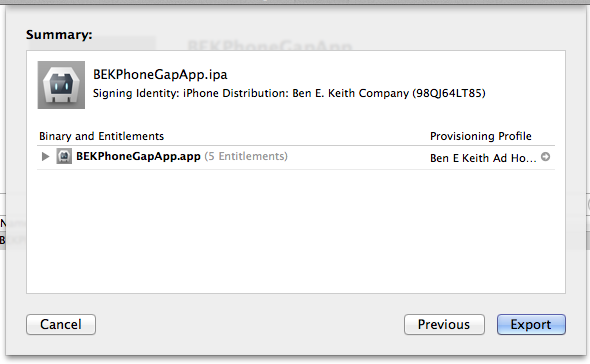 BEKPhoneGapApp
Summary:
BEKPhoneGapApp.ipa
Signing Identity: iPhone Distribution: Ben E. Keith Company (98QJ64LT85)
Binary and Entitlements Provisioning Profile
BEKPhoneGapApp.app (5 Entitlements) Ben E Keith Ad Ho...
Cancel Previous Export